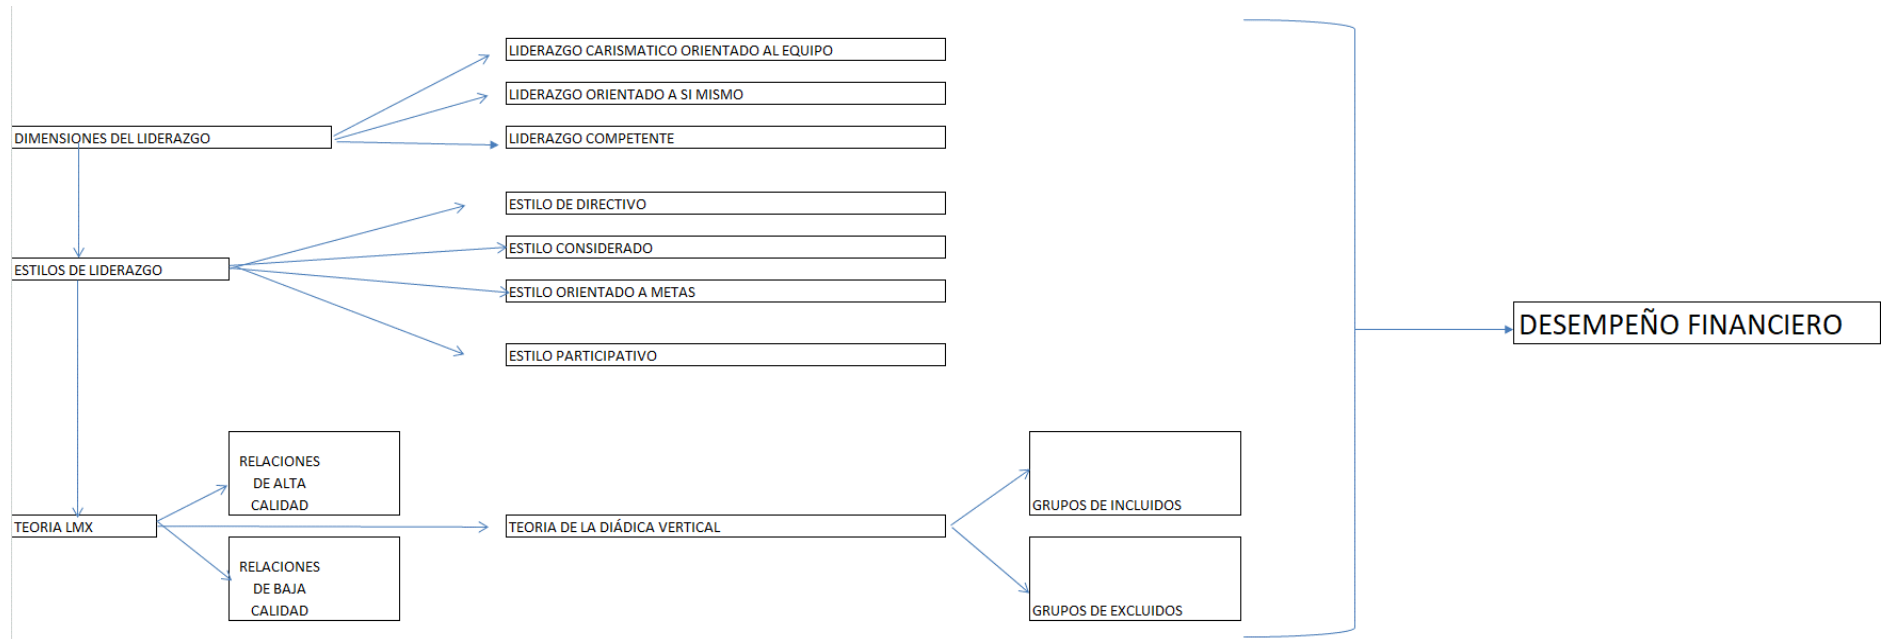 LIDERAZGO CARISMATICO ORIENTADO AL EQUIPO
LIDERAZGO ORIENTADO A SI MISMO
DIMENSIONES DEL LIDERAZGO
LIDERAZGO COMPETENTE
ESTILO DE DIRECTIVO
ESTILO CONSIDERADO
ESTILOS DE LIDERAZGO
ESTILO ORIENTADO A METAS
DESEMPEÑO FINANCIERO
ESTILO PARTICIPATIVO
RELACIONES
DE ALTA
CALIDAD
GRUPOS DE INCLUIDOS
TEORIA LMX
TEORIA DE LA DIÁDICA VERTICAL
RELACIONES
DE BAJA
CALIDAD
GRUPOS DE EXCLUIDOS